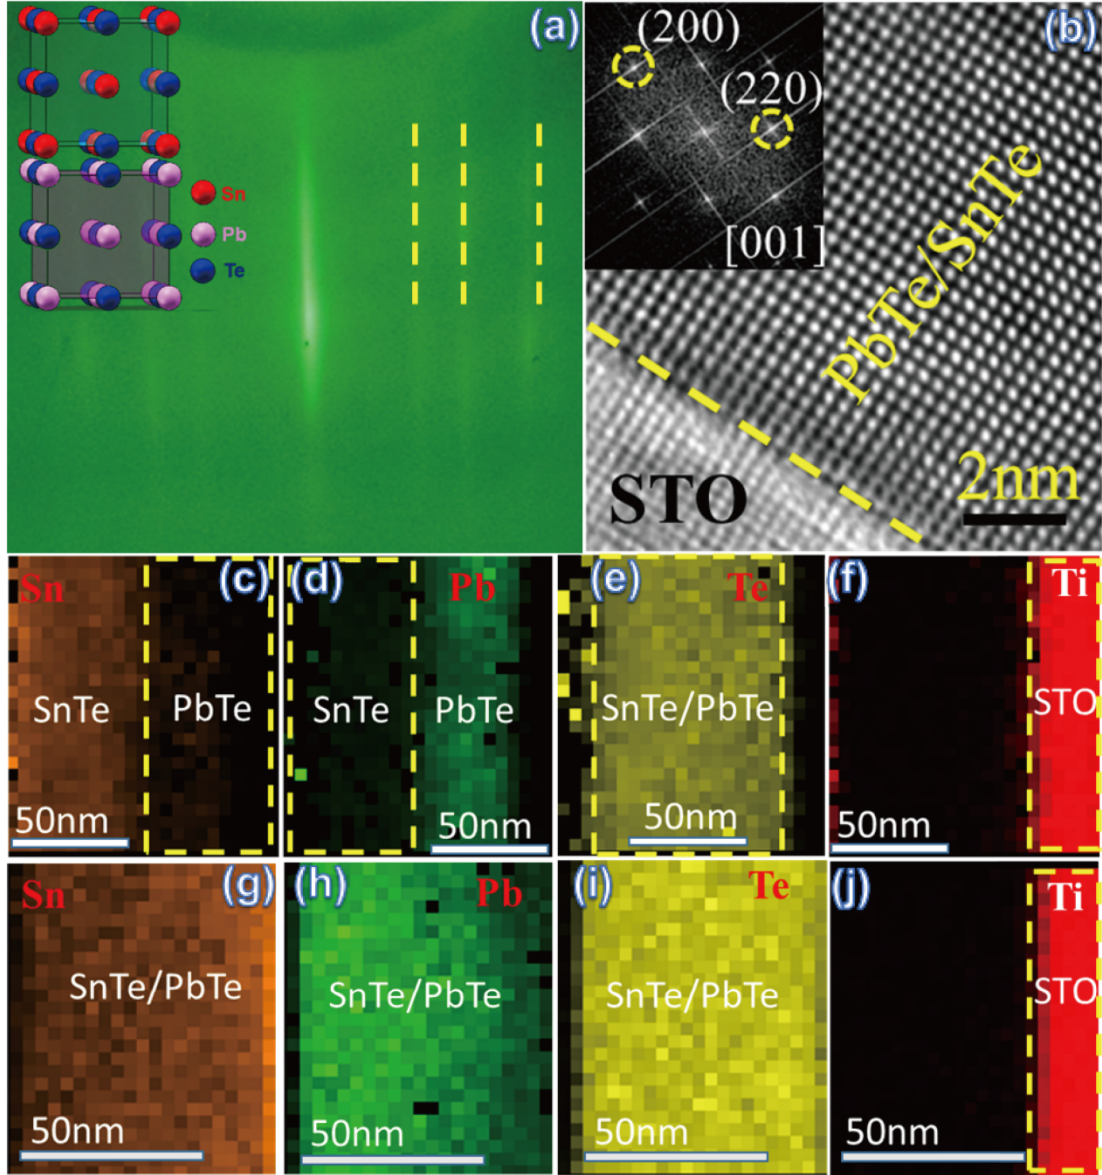 (a)
Sn
Pb
Te
(b)
(200)
(220)
[001]
PbTe/SnTe
STO
2nm
Sn
(c)
SnTe
PbTe
50nm
(d)
Pb
SnTe
PbTe
50nm
(e)
Te
SnTe/PbTe
50nm
(f)
Ti
STO
50nm
Sn
(g)
SnTe/PbTe
50nm
(h)
Pb
SnTe/PbTe
50nm
(i)
Te
SnTe/PbTe
50nm
(j)
Ti
STO
50nm